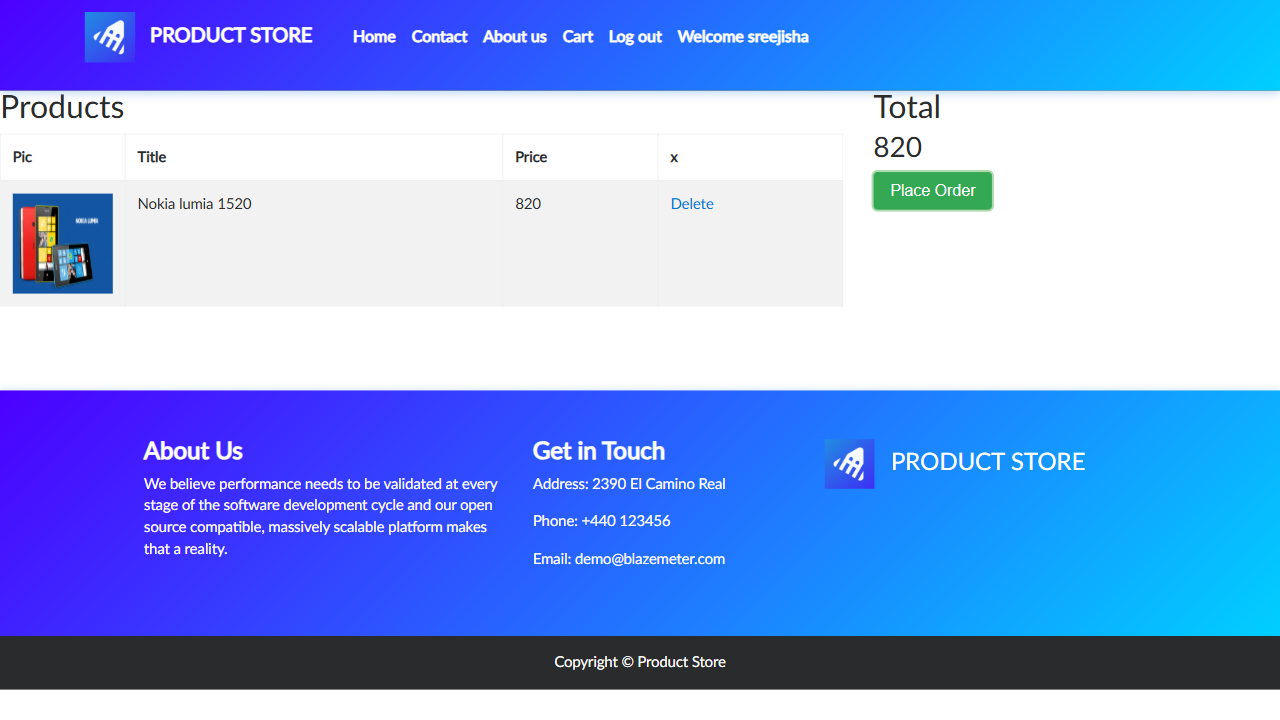 PRODUCT STORE Home Contact About us Cart Log out Welcome sreejisha
Products
Pic Title Price x
NOKIA LUMIA
Nokia lumia 1520 820 Delete
Total
820
Place Order
About Us
We believe performance needs to be validated at every
stage of the software development cycle and our open
source compatible, massively scalable platform makes
that a reality.
Get in Touch
Address: 2390 El Camino Real
Phone: +440 123456
Email: demo@blazemeter.com
PRODUCT STORE
Copyright © Product Store